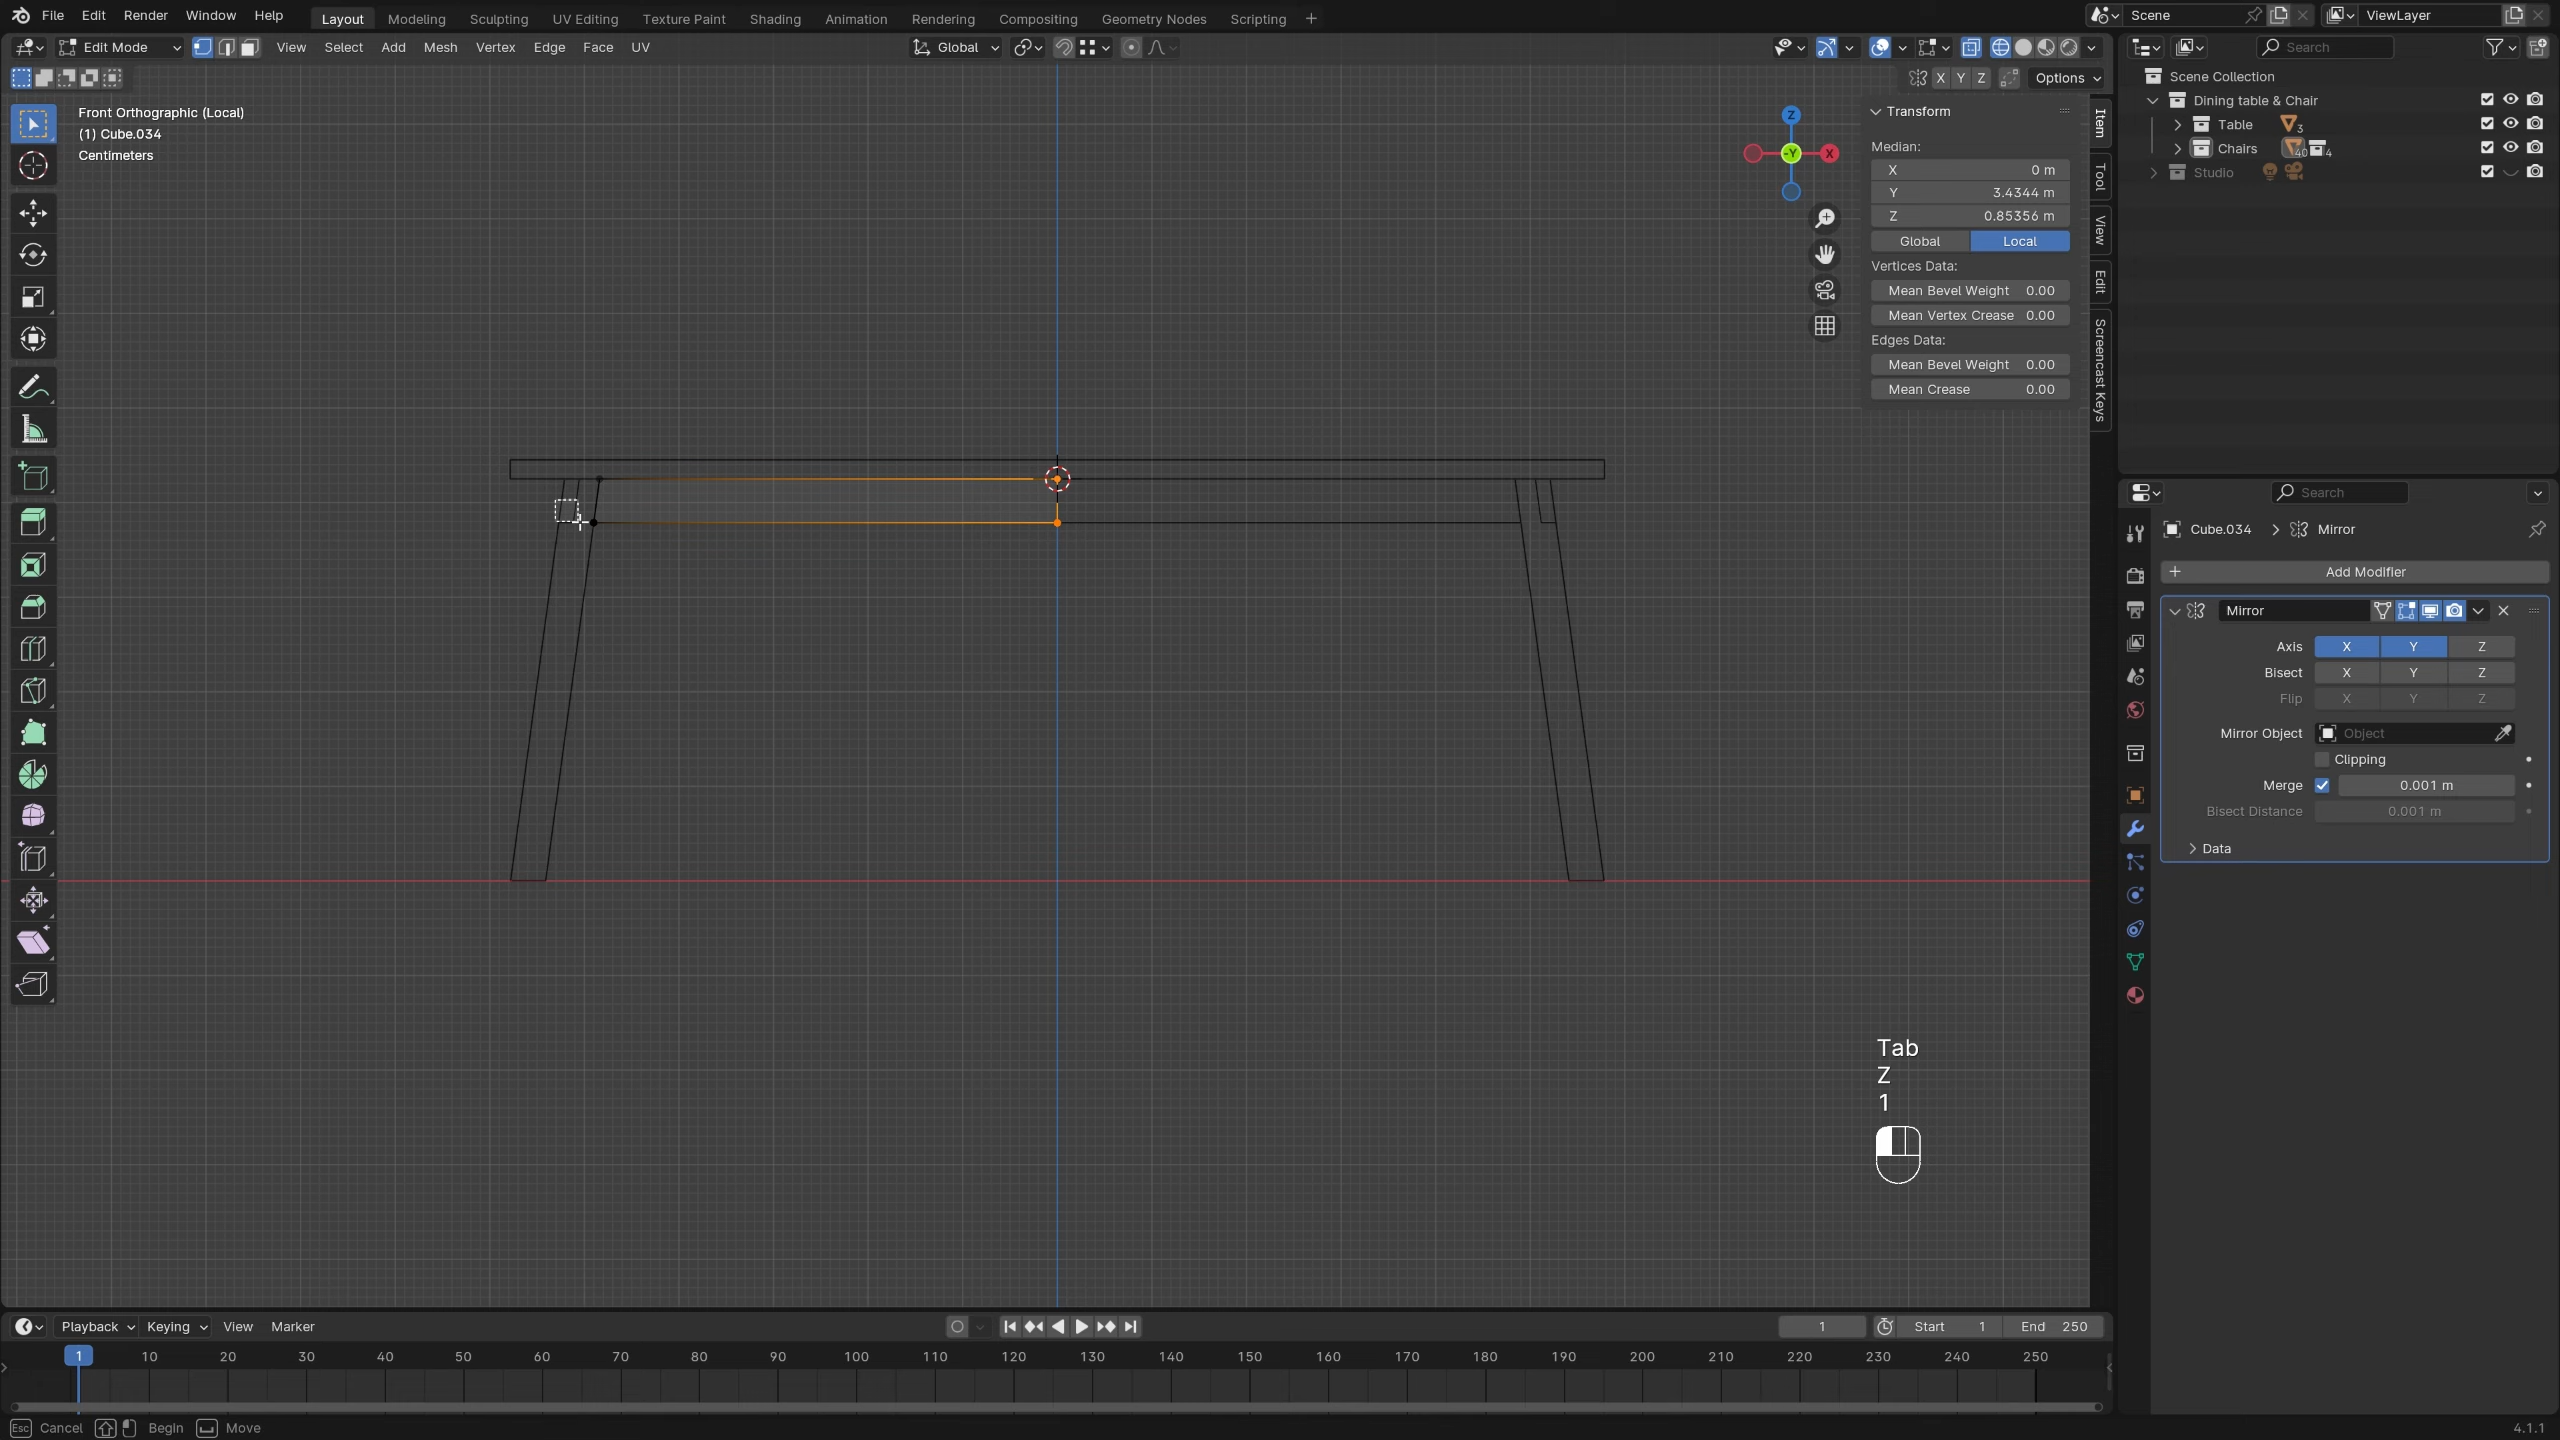 File Edit Render Window Help Layout Modeling Sculpting UV Editing Texture Paint Shading Animation Rendering Compositing Geometry Nodes Scripting + Scene ViewLayer
Edit Mode View Select Add Mesh Vertex Edge Face UV Global Search
X Y Z Options
Front Orthographic (Local)
(1) Cube.034
Centimeters
Z
-Y
X
Transform
Median:
X 0 m
Y 3.4344 m
Z 0.85356 m
Global Local
Vertices Data:
Mean Bevel Weight 0.00
Mean Vertex Crease 0.00
Edges Data:
Mean Bevel Weight 0.00
Mean Crease 0.00
Item
Tool
View
Edit
Screencast Keys
Scene Collection
Dining table & Chair
Table 3
Chairs 40 4
Studio
Search
Cube.034 > Mirror
+ Add Modifier
Mirror
Axis X Y Z
Bisect X Y Z
Flip X Y Z
Mirror Object Object
Clipping
Merge 0.001 m
Bisect Distance 0.001 m
> Data
Tab
Z
1
Playback Keying View Marker 1 Start 1 End 250
1 10 20 30 40 50 60 70 80 90 100 110 120 130 140 150 160 170 180 190 200 210 220 230 240 250
Esc Cancel Begin Move 4.1.1